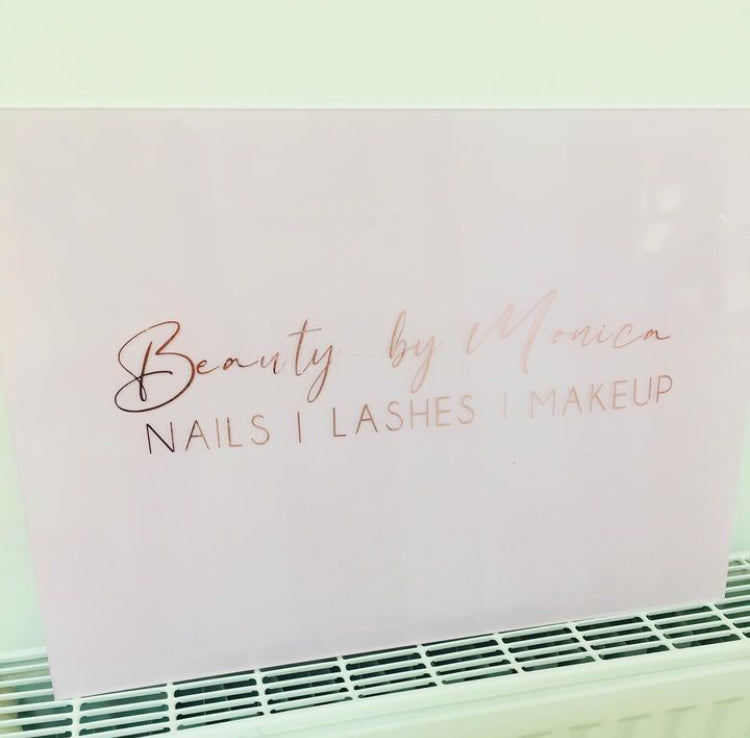 Beauty by Monica
NAILS | LASHES | MAKEUP